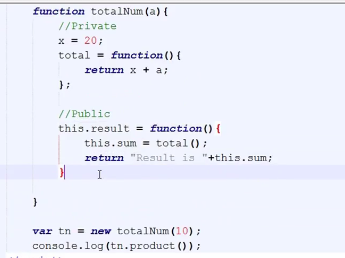 function totalNum(a){
//Private
x = 20;
total = function(){
return x + a;
};
//Public
this.result = function(){
this.sum = total();
return "Result is "+this.sum;
}
}
var tn = new totalNum(10);
console.log(tn.product());